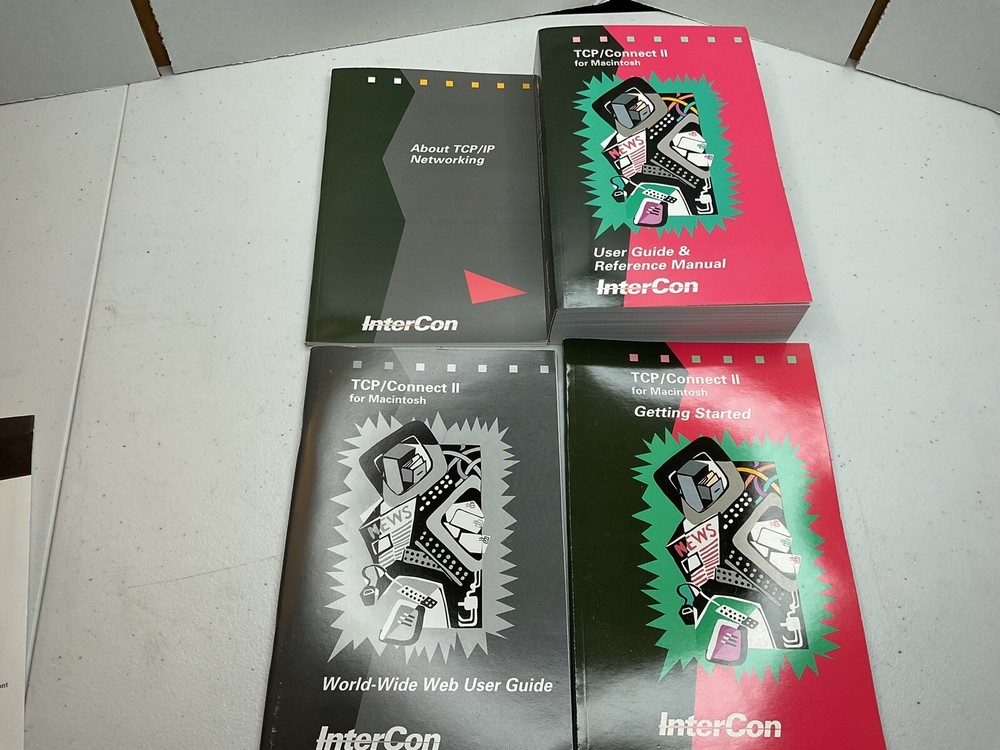 About TCP/IP
Networking
InterCon
TCP/Connect II
for Macintosh
NEWS
User Guide &
Reference Manual
InterCon
TCP/Connect II
for Macintosh
NEWS
World-Wide Web User Guide
InterCon
TCP/Connect II
for Macintosh
Getting Started
NEWS
InterCon